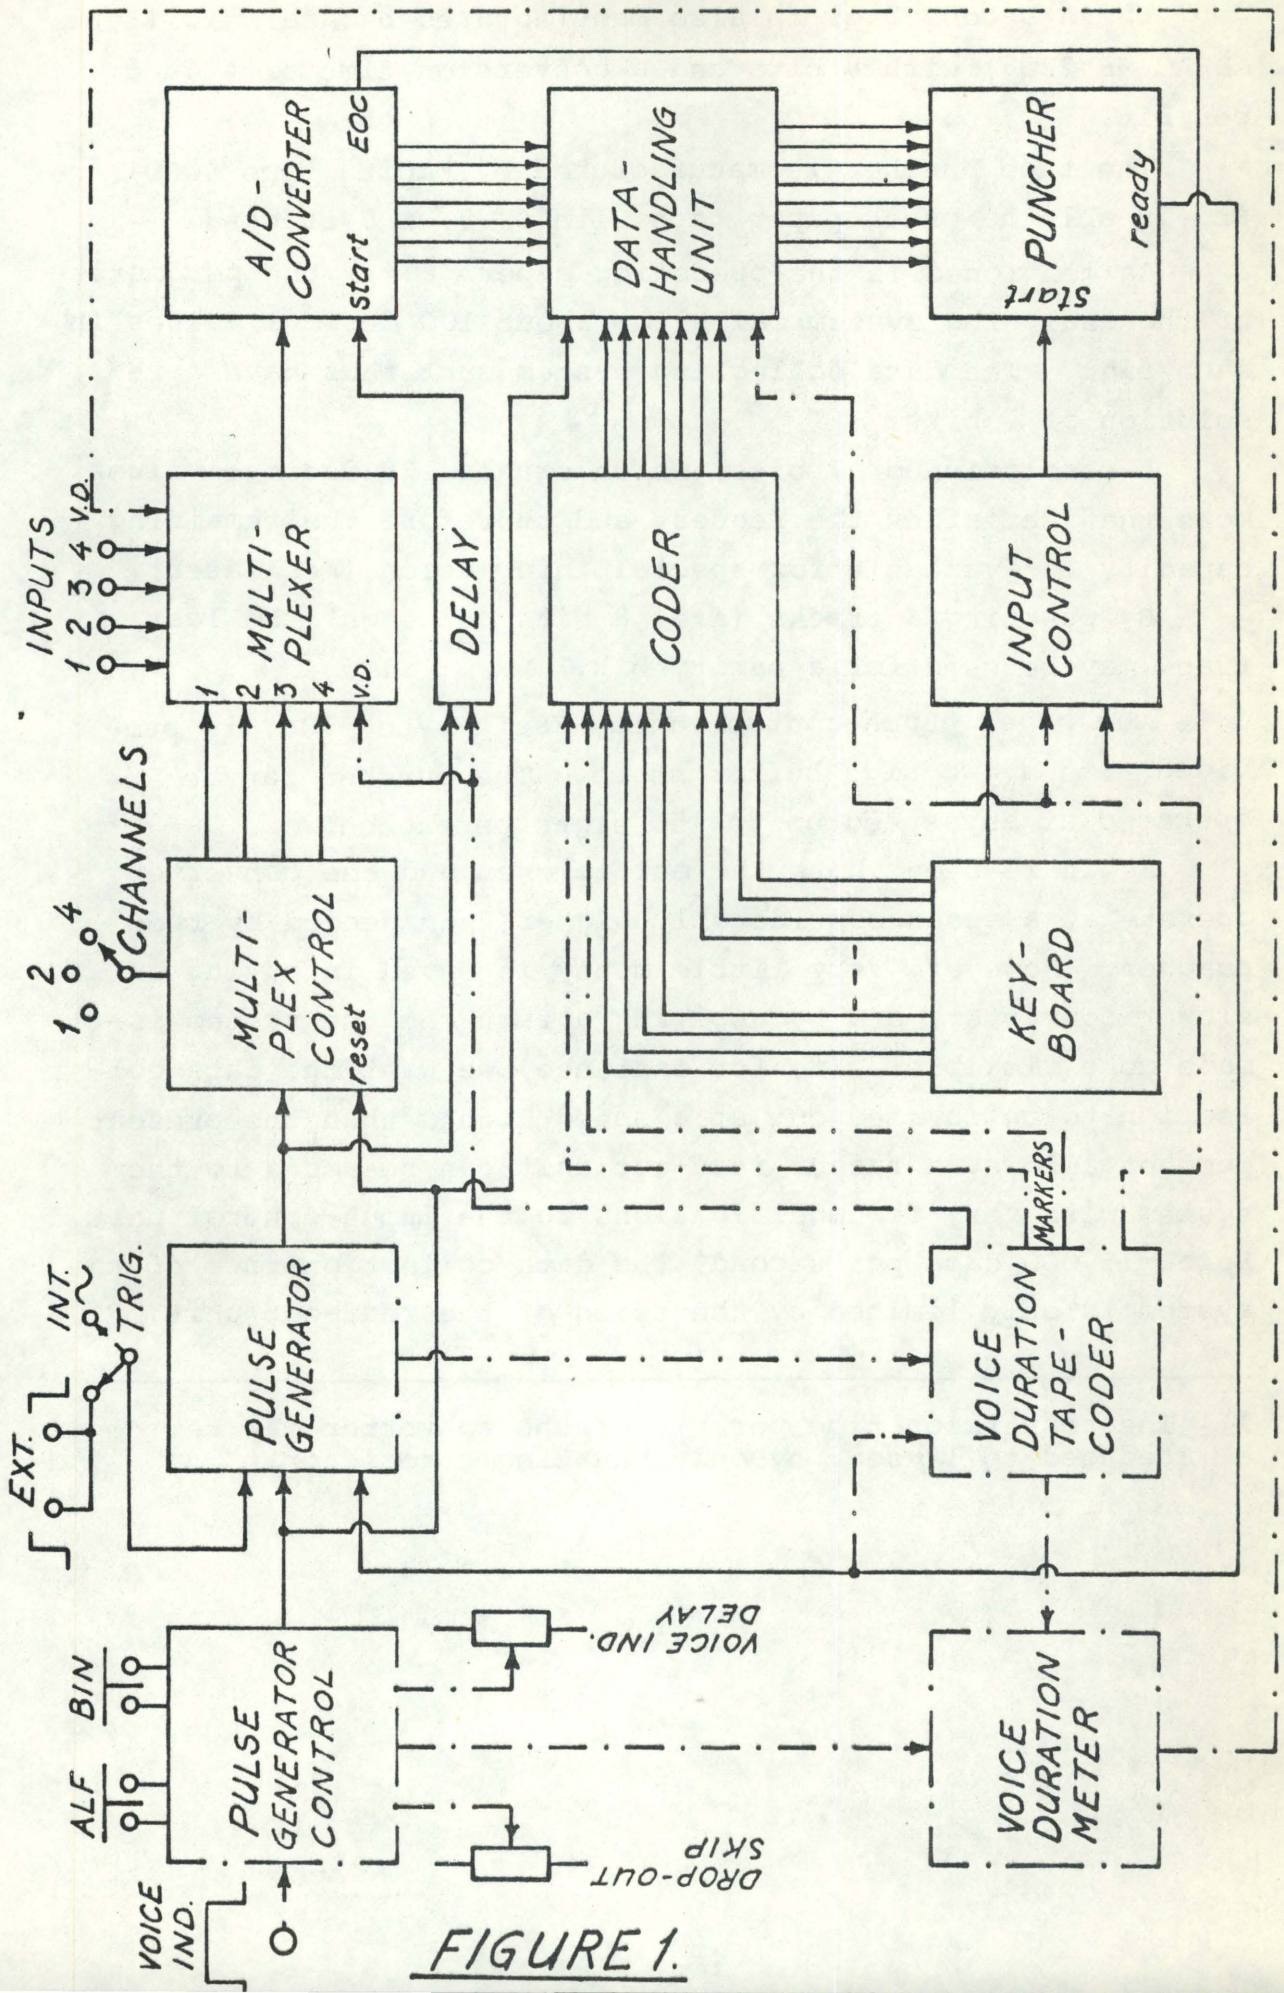 VOICE
IND.
ALF
BIN
PULSE
GENERATOR
CONTROL
DROP-OUT
SKIP
VOICE IND.
DELAY
EXT.
INT.
TRIG.
PULSE
GENERATOR
1 2 4
CHANNELS
MULTI-
PLEX
CONTROL
reset
INPUTS
1 2 3 4 V.D.
1
2
3
4
V.D.
MULTI-
PLEXER
DELAY
A/D-
CONVERTER
start EOC
CODER
DATA-
HANDLING
UNIT
VOICE
DURATION
METER
VOICE
DURATION
TAPE-
CODER
MARKERS
KEY-
BOARD
INPUT
CONTROL
PUNCHER
start
ready
FIGURE 1.